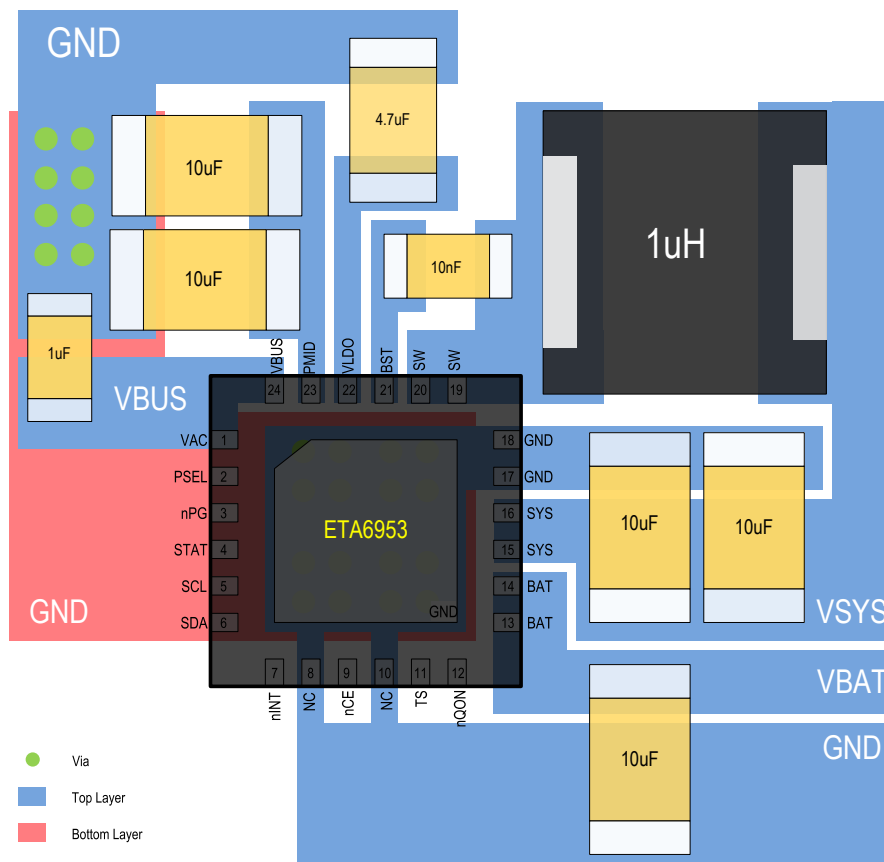 GND
4.7uF
10uF
1uH
10nF
10uF
1uF
VBUS
VBUS PMID VLDO BST SW SW
24 23 22 21 20 19
VAC 1
PSEL 2
nPG 3
STAT 4
SCL 5
SDA 6
18 GND
17 GND
16 SYS
15 SYS
14 BAT
13 BAT
ETA6953
GND
7 8 9 10 11 12
nINT NC nCE NC TS nQON
10uF
10uF
GND
VSYS
VBAT
GND
10uF
Via
Top Layer
Bottom Layer